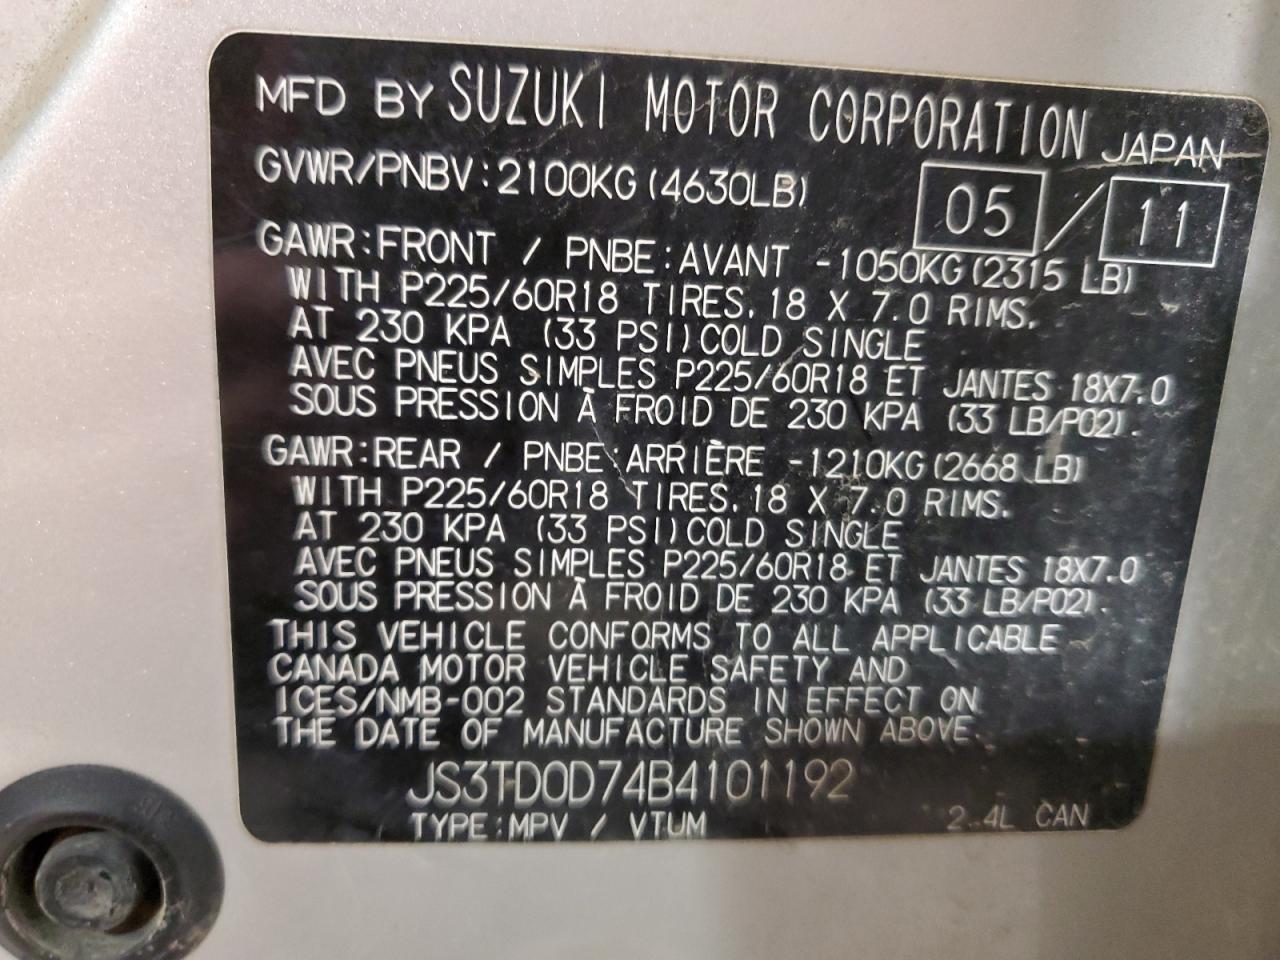 MFD BY SUZUKI MOTOR CORPORATION JAPAN
GVWR/PNBV:2100KG(4630LB) 05 / 11
GAWR:FRONT / PNBE:AVANT -1050KG(2315 LB)
WITH P225/60R18 TIRES.18 X 7.0 RIMS.
AT 230 KPA (33 PSI)COLD SINGLE
AVEC PNEUS SIMPLES P225/60R18 ET JANTES 18X7.0
SOUS PRESSION À FROID DE 230 KPA (33 LB/PO2).
GAWR:REAR / PNBE:ARRIÈRE -1210KG(2668 LB)
WITH P225/60R18 TIRES.18 X 7.0 RIMS.
AT 230 KPA (33 PSI)COLD SINGLE
AVEC PNEUS SIMPLES P225/60R18 ET JANTES 18X7.0
SOUS PRESSION À FROID DE 230 KPA (33 LB/PO2).
THIS VEHICLE CONFORMS TO ALL APPLICABLE
CANADA MOTOR VEHICLE SAFETY AND
ICES/NMB-002 STANDARDS IN EFFECT ON
THE DATE OF MANUFACTURE SHOWN ABOVE.
JS3TD0D74B4101192
TYPE:MPV / VTUM 2.4L CAN